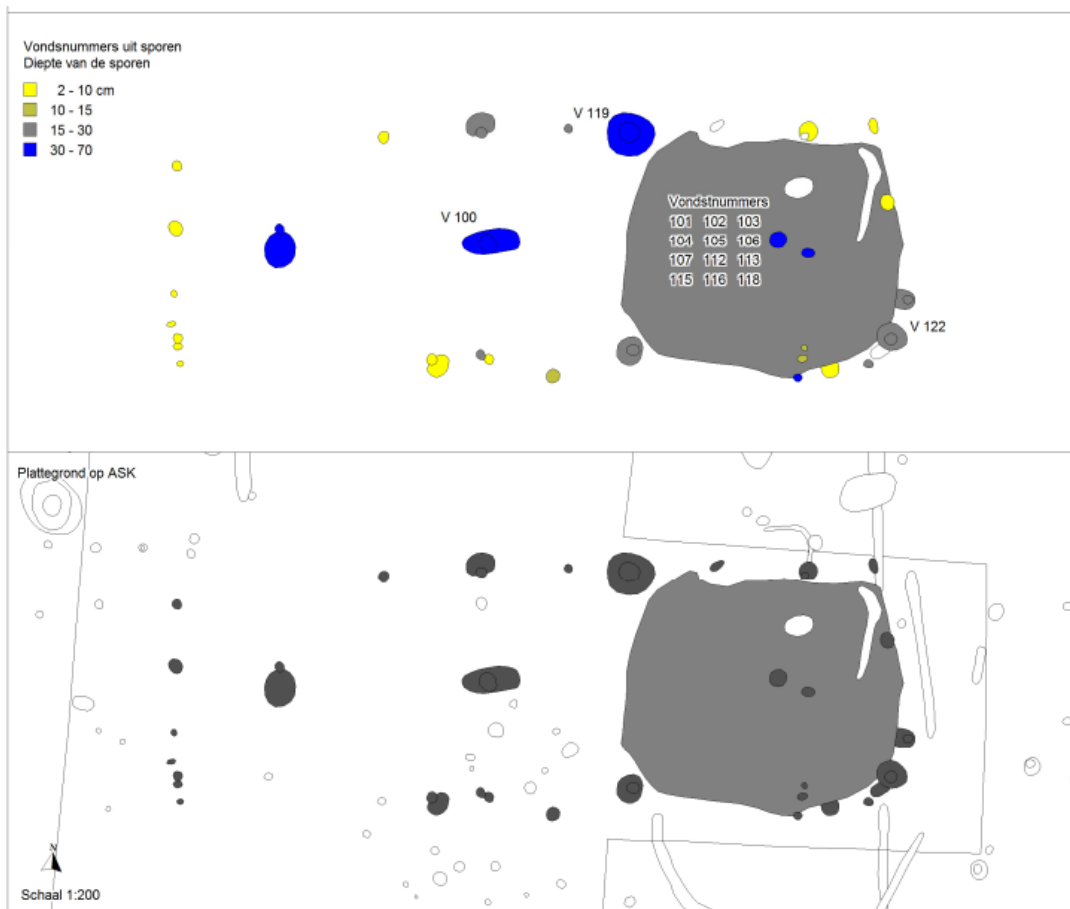 Vondsnummers uit sporen
Diepte van de sporen
2 - 10 cm
10 - 15
15 - 30
30 - 70
V 119
V 100
Vondstnummers
101 102 103
104 105 106
107 112 113
115 116 118
V 122
Plattegrond op ASK
N
Schaal 1:200